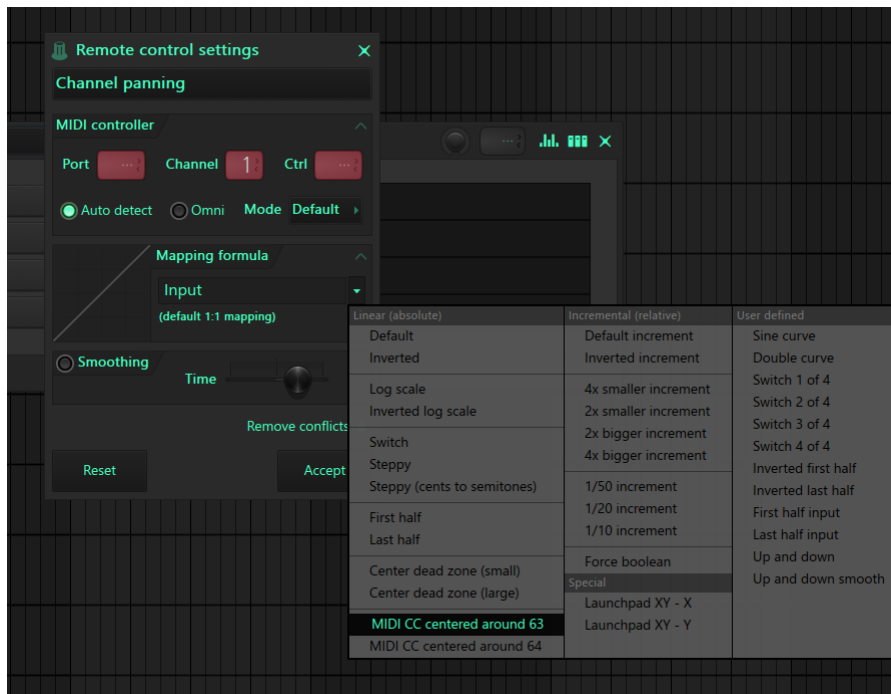 Remote control settings
Channel panning
MIDI controller
Port ... Channel 1 Ctrl ...
Auto detect Omni Mode Default
...
Mapping formula
Input
(default 1:1 mapping)
Smoothing
Time
Remove conflicts
Reset Accept
Linear (absolute)
Default
Inverted
Log scale
Inverted log scale
Switch
Steppy
Steppy (cents to semitones)
First half
Last half
Center dead zone (small)
Center dead zone (large)
MIDI CC centered around 63
MIDI CC centered around 64
Incremental (relative)
Default increment
Inverted increment
4x smaller increment
2x smaller increment
2x bigger increment
4x bigger increment
1/50 increment
1/20 increment
1/10 increment
Force boolean
Special
Launchpad XY - X
Launchpad XY - Y
User defined
Sine curve
Double curve
Switch 1 of 4
Switch 2 of 4
Switch 3 of 4
Switch 4 of 4
Inverted first half
Inverted last half
First half input
Last half input
Up and down
Up and down smooth